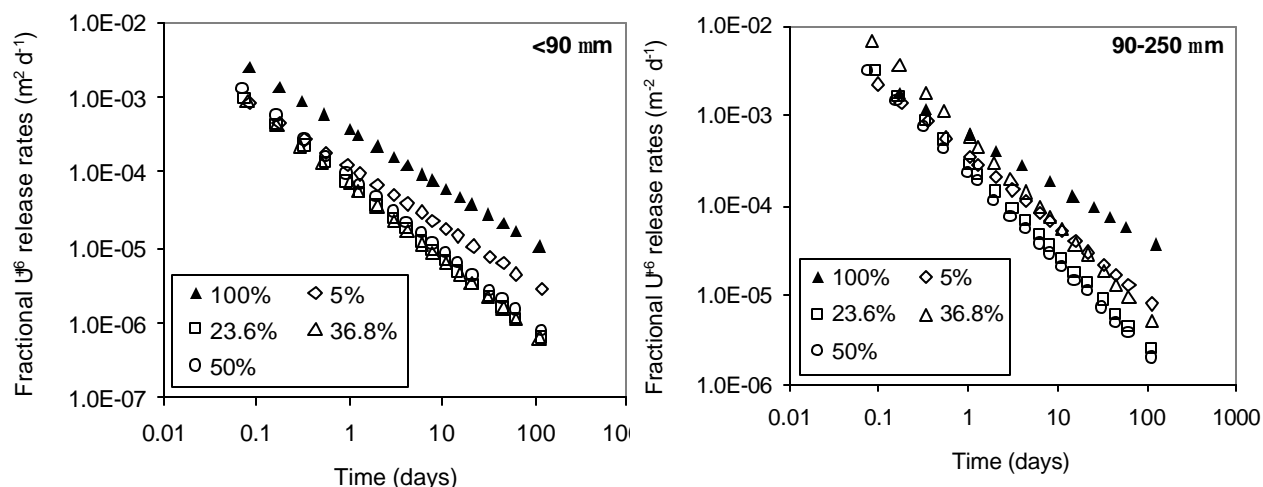 <90 mm
1.0E-02
1.0E-03
1.0E-04
1.0E-05
1.0E-06
1.0E-07
Fractional U+6 release rates (m2 d-1)
100%
5%
23.6%
36.8%
50%
0.01
0.1
1
10
100
10
Time (days)
90-250 mm
1.0E-02
1.0E-03
1.0E-04
1.0E-05
1.0E-06
Fractional U+6 release rates (m-2 d-1)
100%
5%
23.6%
36.8%
50%
0.01
0.1
1
10
100
1000
Time (days)